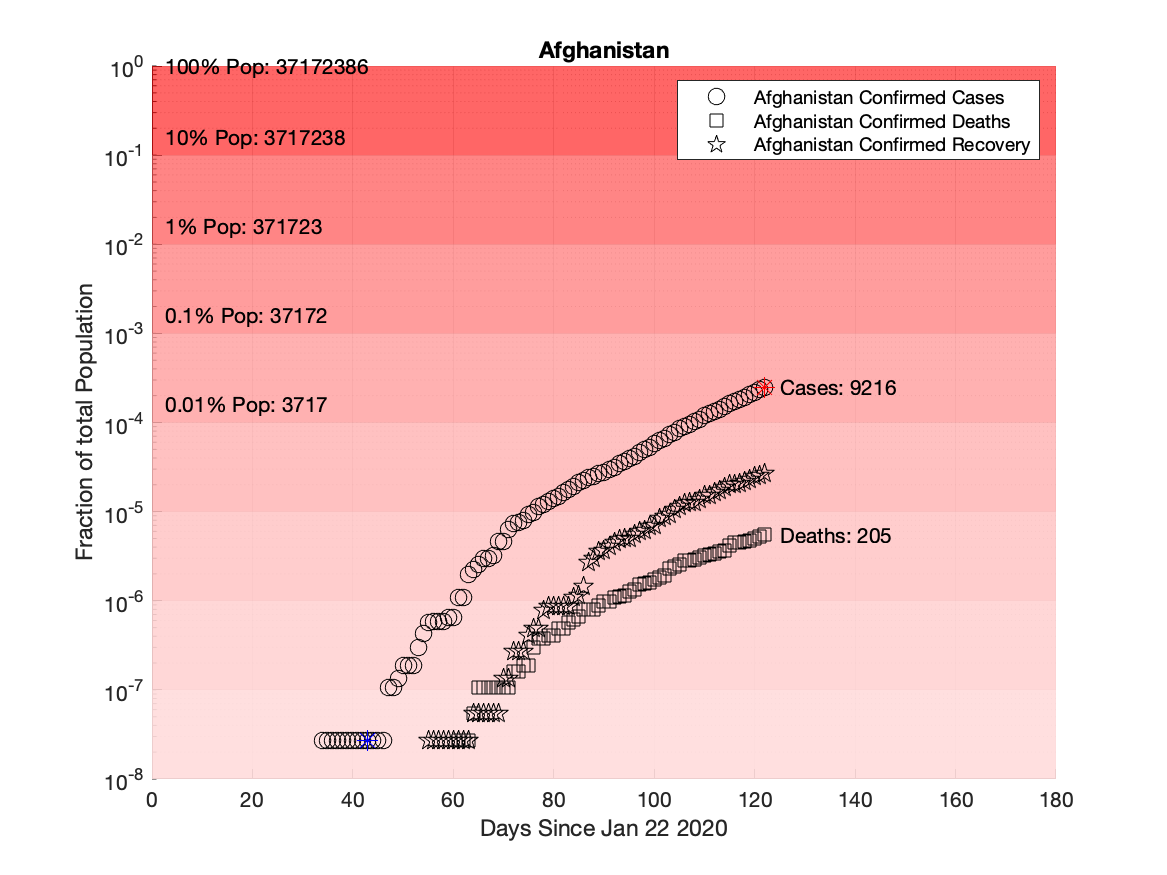 Afghanistan
10^0
100% Pop: 37172386
Afghanistan Confirmed Cases
Afghanistan Confirmed Deaths
Afghanistan Confirmed Recovery
10% Pop: 3717238
10^-1
1% Pop: 371723
10^-2
0.1% Pop: 37172
10^-3
Cases: 9216
0.01% Pop: 3717
10^-4
10^-5
Deaths: 205
10^-6
10^-7
10^-8
Fraction of total Population
0 20 40 60 80 100 120 140 160 180
Days Since Jan 22 2020